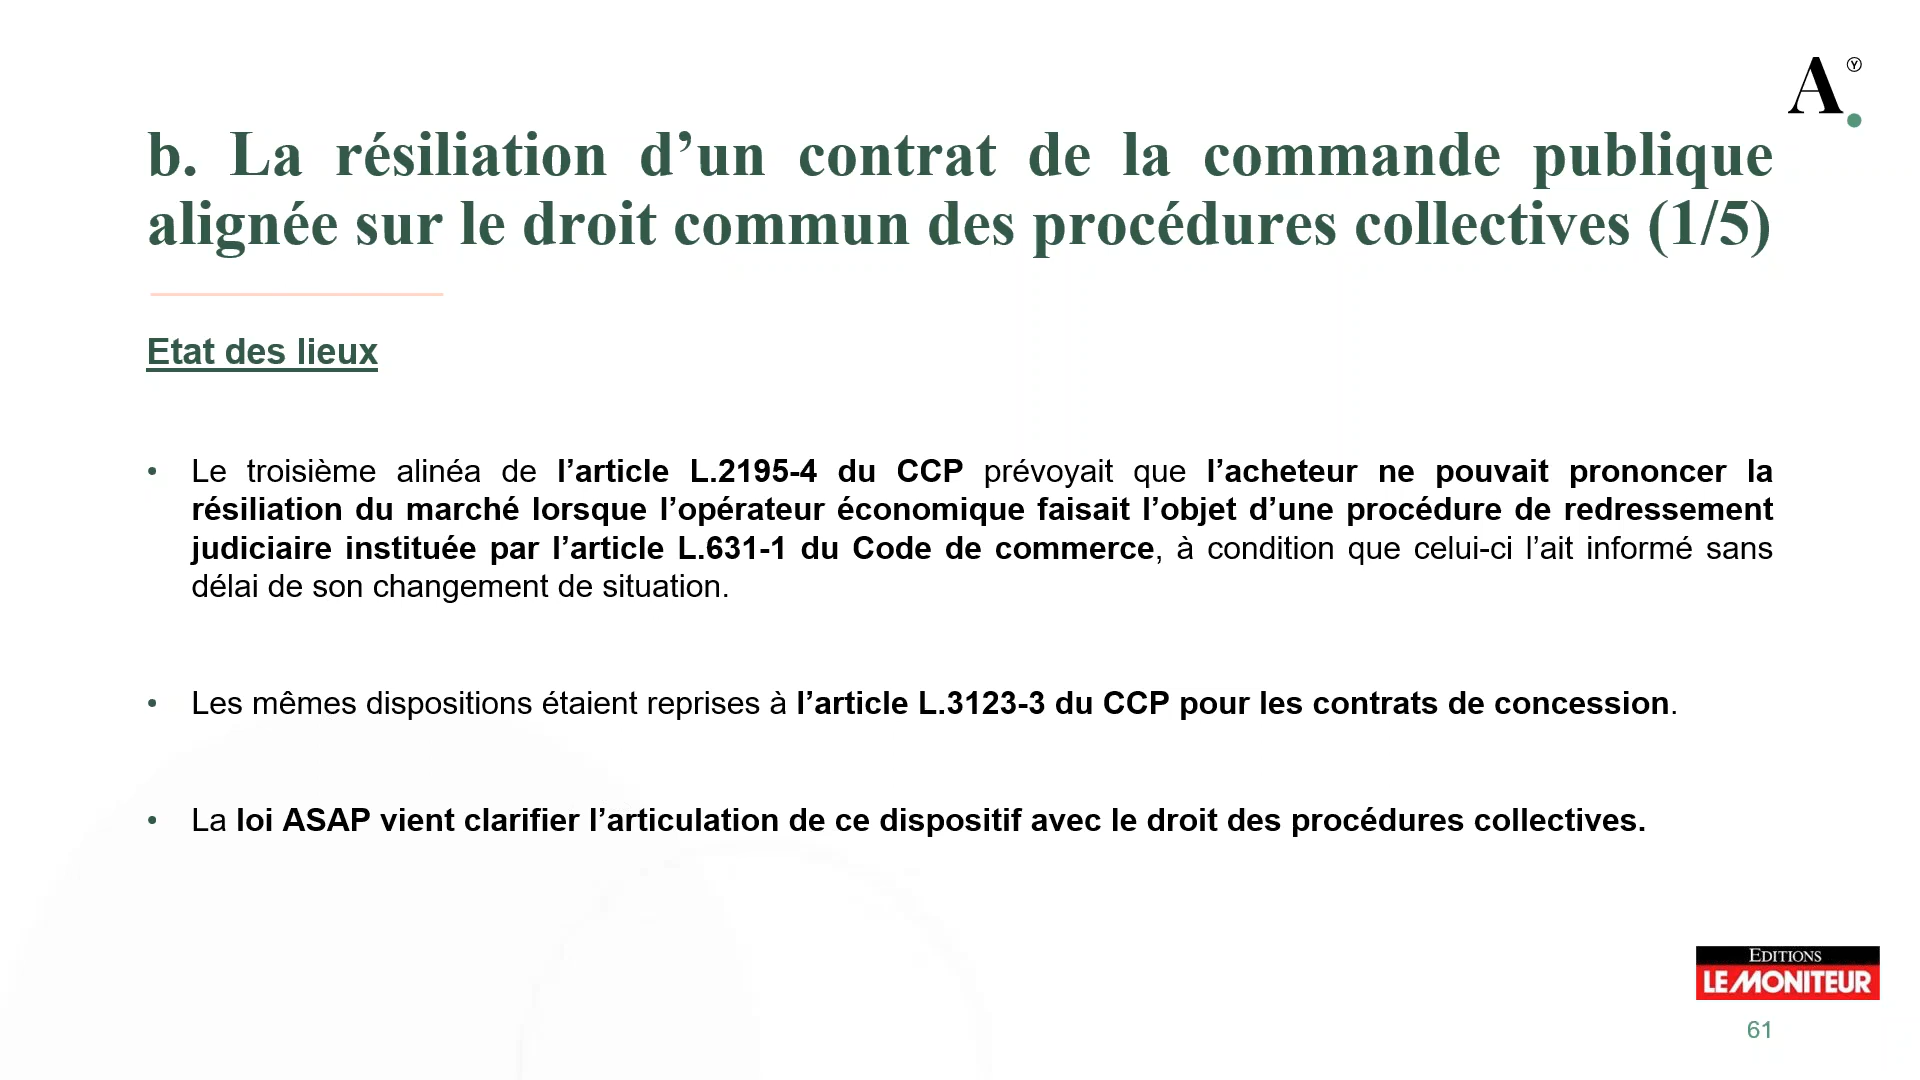 A
b. La résiliation d’un contrat de la commande publique
alignée sur le droit commun des procédures collectives (1/5)
Etat des lieux
• Le troisième alinéa de l’article L.2195-4 du CCP prévoyait que l’acheteur ne pouvait prononcer la
résiliation du marché lorsque l’opérateur économique faisait l’objet d’une procédure de redressement
judiciaire instituée par l’article L.631-1 du Code de commerce, à condition que celui-ci l’ait informé sans
délai de son changement de situation.
• Les mêmes dispositions étaient reprises à l’article L.3123-3 du CCP pour les contrats de concession.
• La loi ASAP vient clarifier l’articulation de ce dispositif avec le droit des procédures collectives.
EDITIONS
LE MONITEUR
61